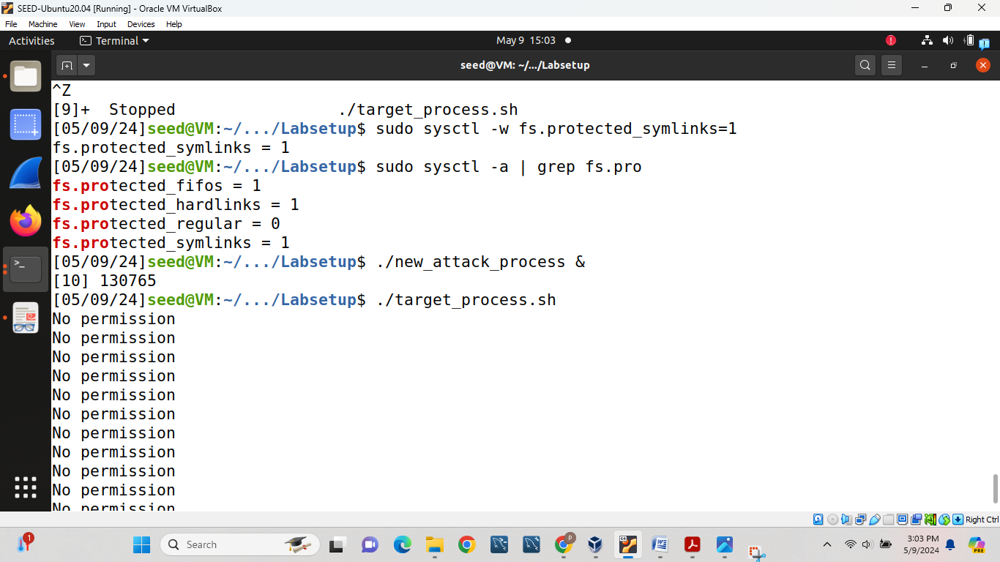 SEED-Ubuntu20.04 [Running] - Oracle VM VirtualBox
File Machine View Input Devices Help
Activities Terminal May 9 15:03
seed@VM: ~/.../Labsetup
^Z
[9]+  Stopped                 ./target_process.sh
[05/09/24]seed@VM:~/.../Labsetup$ sudo sysctl -w fs.protected_symlinks=1
fs.protected_symlinks = 1
[05/09/24]seed@VM:~/.../Labsetup$ sudo sysctl -a | grep fs.pro
fs.protected_fifos = 1
fs.protected_hardlinks = 1
fs.protected_regular = 0
fs.protected_symlinks = 1
[05/09/24]seed@VM:~/.../Labsetup$ ./new_attack_process &
[10] 130765
[05/09/24]seed@VM:~/.../Labsetup$ ./target_process.sh
No permission
No permission
No permission
No permission
No permission
No permission
No permission
No permission
No permission
No permission
No permission
Right Ctrl
1
Search
p
64
PRE
3:03 PM
5/9/2024